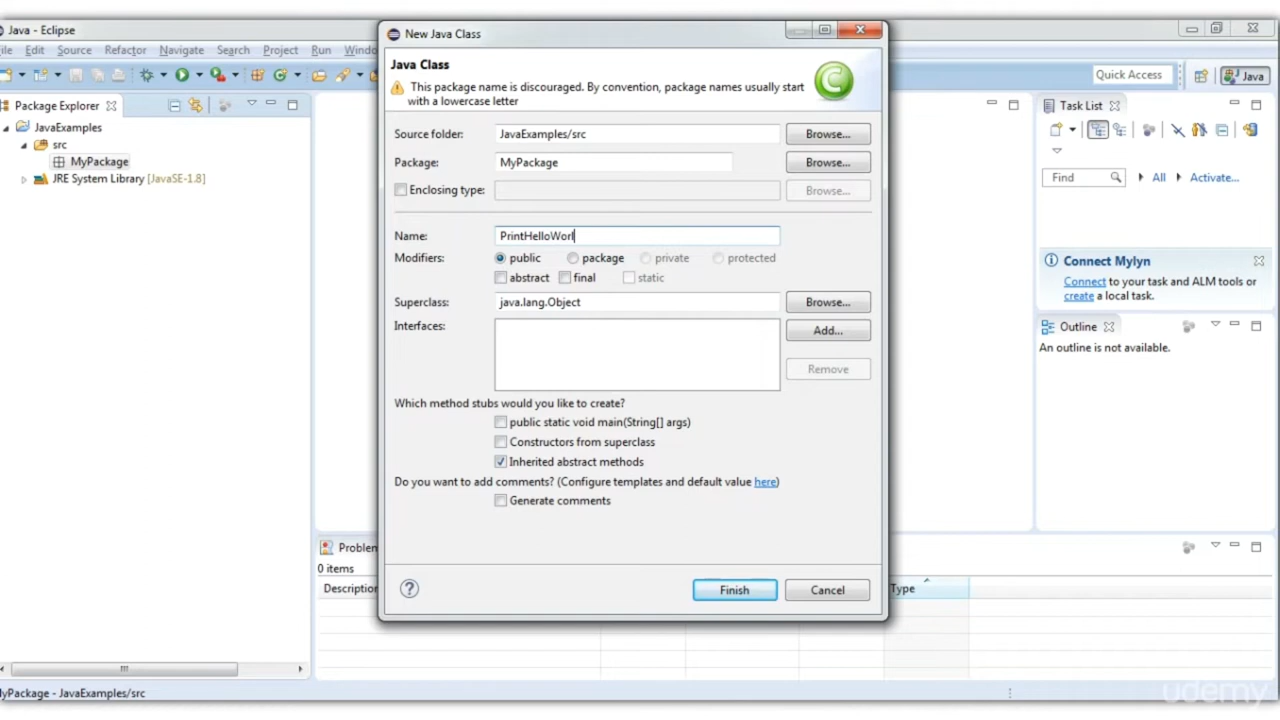 Java - Eclipse
ile Edit Source Refactor Navigate Search Project Run Windo
Quick Access
Java
Package Explorer
JavaExamples
src
MyPackage
JRE System Library [JavaSE-1.8]
New Java Class
Java Class
This package name is discouraged. By convention, package names usually start
with a lowercase letter
C
Source folder: JavaExamples/src Browse...
Package: MyPackage Browse...
Enclosing type: Browse...
Name: PrintHelloWorl
Modifiers: public package private protected
abstract final static
Superclass: java.lang.Object Browse...
Interfaces: Add...
Remove
Which method stubs would you like to create?
public static void main(String[] args)
Constructors from superclass
Inherited abstract methods
Do you want to add comments? (Configure templates and default value here)
Generate comments
? Finish Cancel
Task List
Find All Activate...
Connect Mylyn
Connect to your task and ALM tools or
create a local task.
Outline
An outline is not available.
Problen
0 items
Description Type
MyPackage - JavaExamples/src
udemy